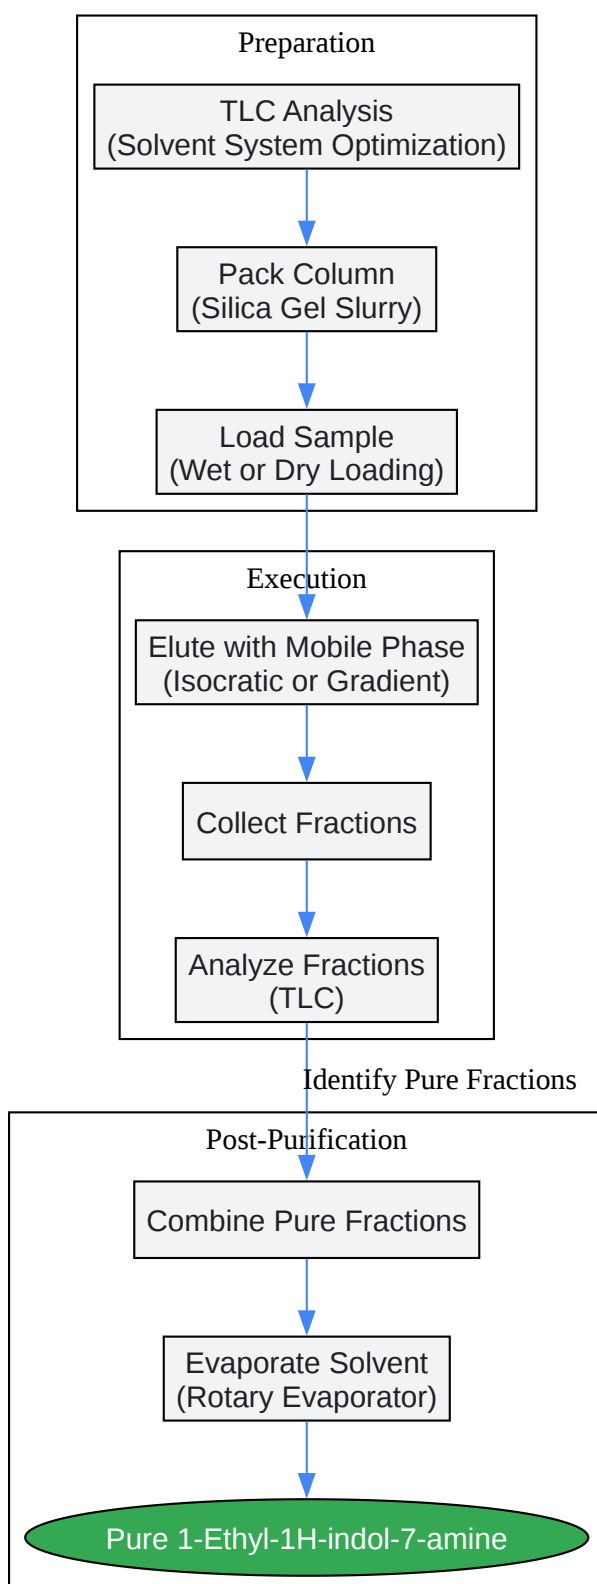 Preparation
TLC Analysis
(Solvent System Optimization)
Pack Column
(Silica Gel Slurry)
Load Sample
(Wet or Dry Loading)
Execution
Elute with Mobile Phase
(Isocratic or Gradient)
Collect Fractions
Analyze Fractions
(TLC)
Identify Pure Fractions
Post-Purification
Combine Pure Fractions
Evaporate Solvent
(Rotary Evaporator)
Pure 1-Ethyl-1H-indol-7-amine